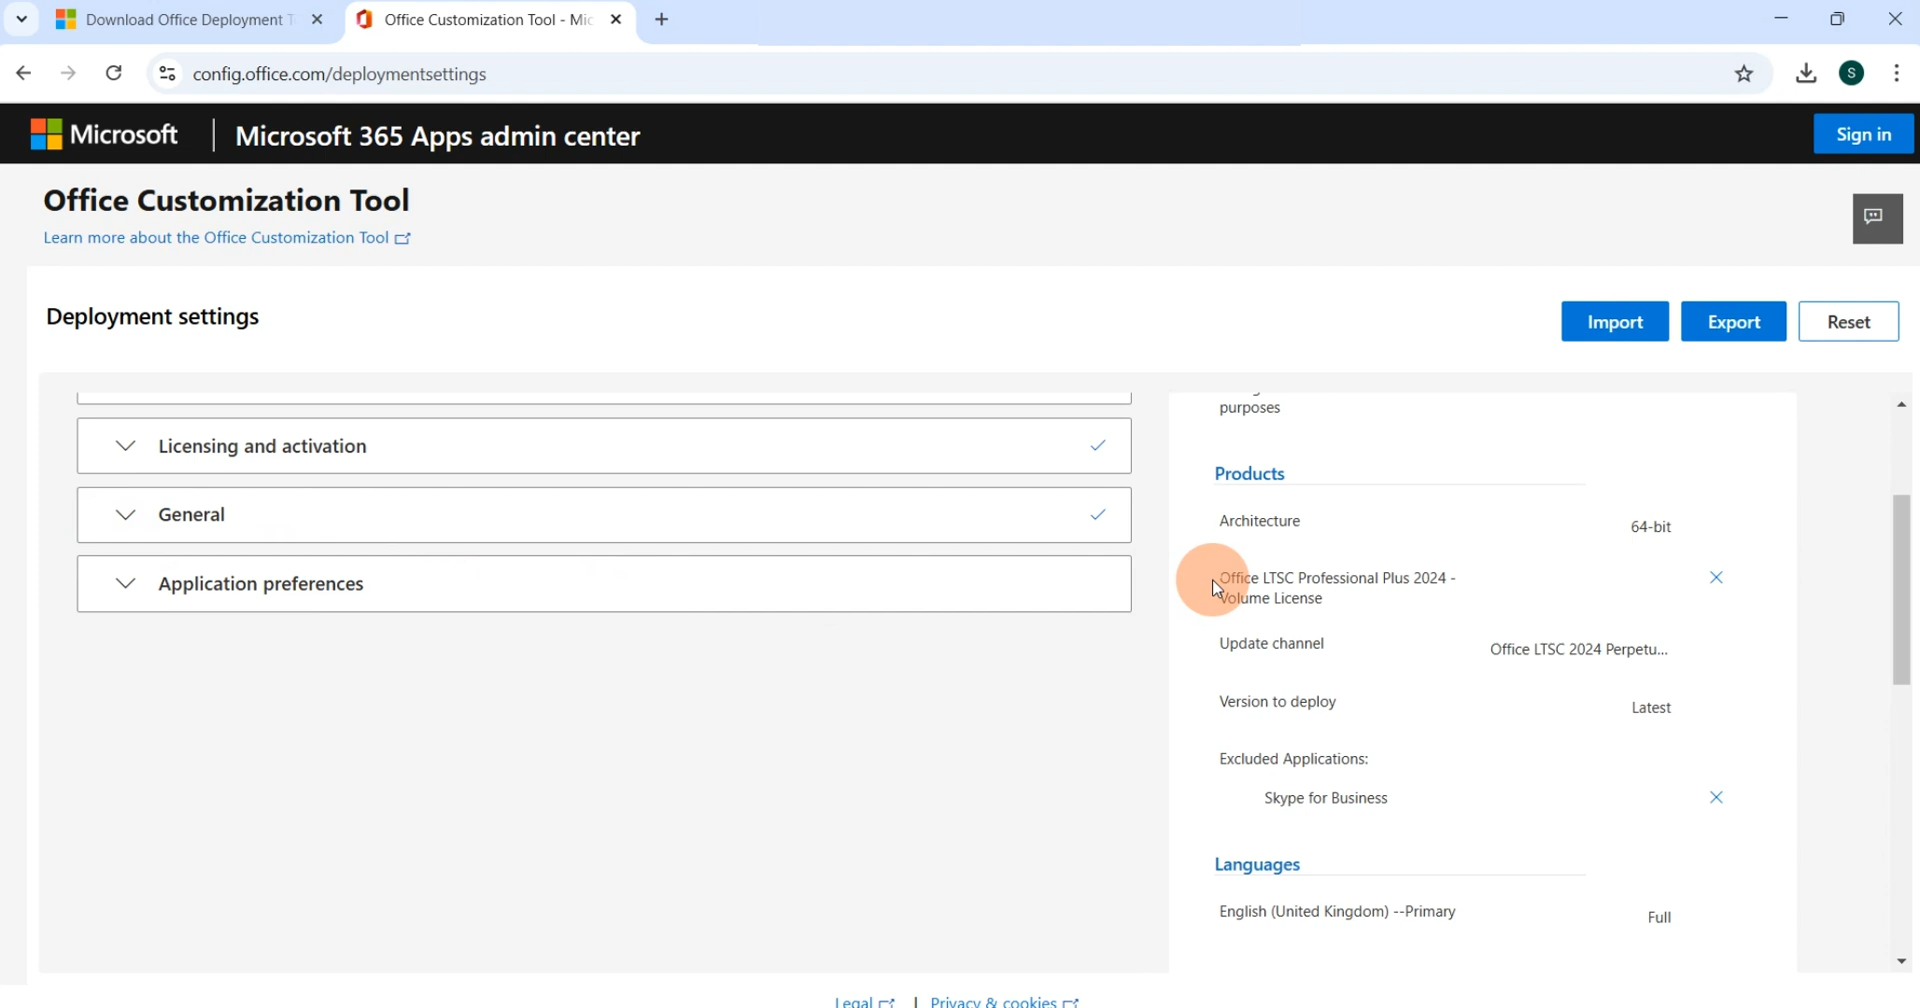 Download Office Deployment T
Office Customization Tool - Mic
config.office.com/deploymentsettings
S
Microsoft
Microsoft 365 Apps admin center
Sign in
Office Customization Tool
Learn more about the Office Customization Tool
Deployment settings
Import
Export
Reset
purposes
Licensing and activation
Products
General
Architecture
64-bit
Application preferences
Office LTSC Professional Plus 2024 -
Volume License
Update channel
Office LTSC 2024 Perpetu...
Version to deploy
Latest
Excluded Applications:
Skype for Business
Languages
English (United Kingdom) --Primary
Full
Legal | Privacy & cookies